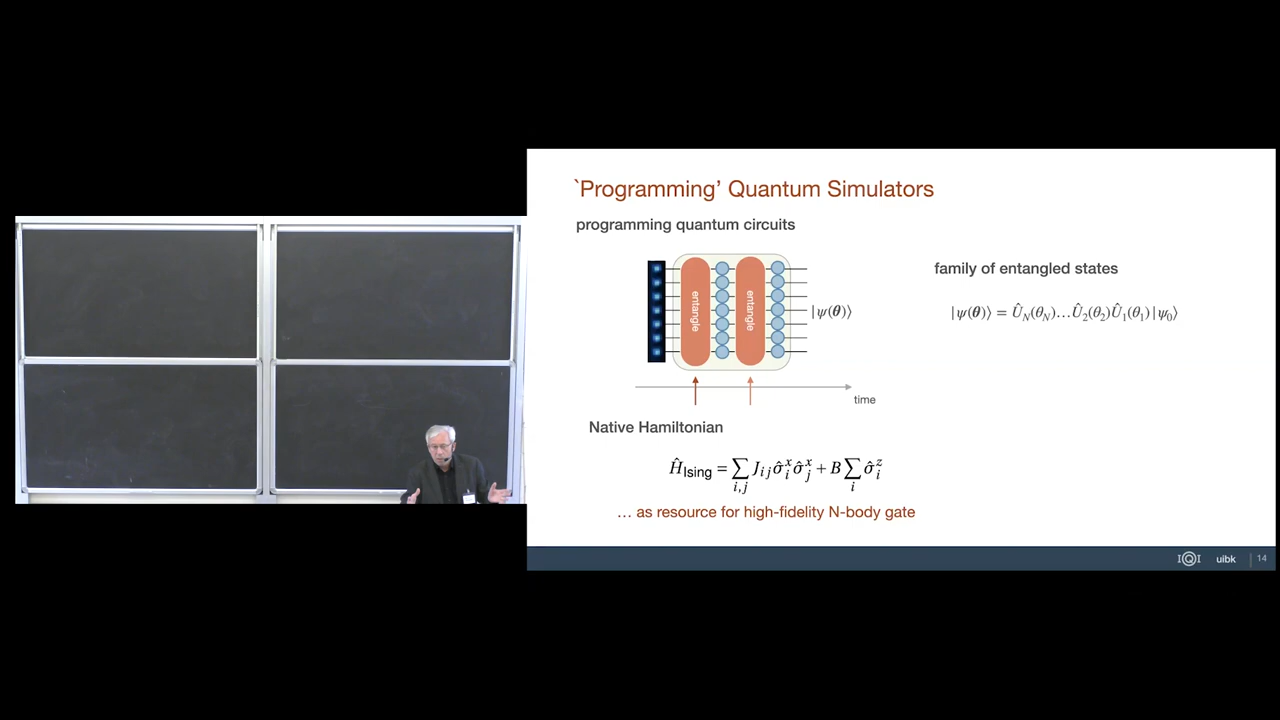 `Programming’ Quantum Simulators
programming quantum circuits
entangle
entangle
|ψ(θ)⟩
time
family of entangled states
|ψ(θ)⟩ = Û_N(θ_N)…Û_2(θ_2)Û_1(θ_1)|ψ_0⟩
Native Hamiltonian
Ĥ_Ising = ∑_{i,j} J_{ij} σ̂_i^x σ̂_j^x + B ∑_i σ̂_i^z
… as resource for high-fidelity N-body gate
IQI uibk | 14